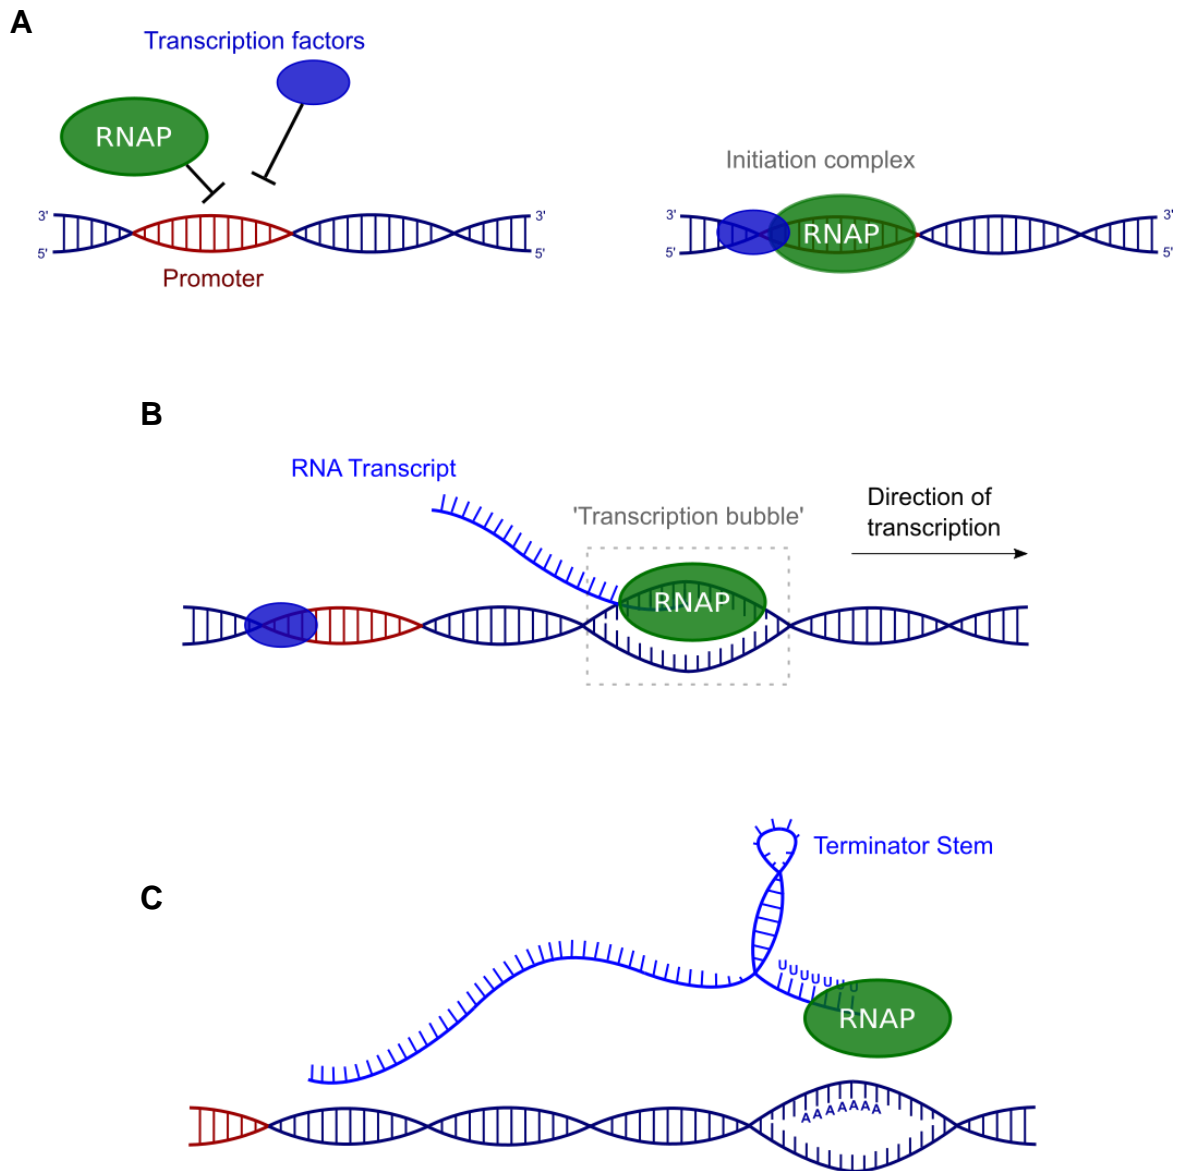 A
Transcription factors
RNAP
3' 3'
5' 5'
Promoter
Initiation complex
3' RNAP 3'
5' 5'
B
RNA Transcript
'Transcription bubble'
Direction of
transcription
RNAP
Terminator Stem
C
UUUUUUU
RNAP
AAAAAAA